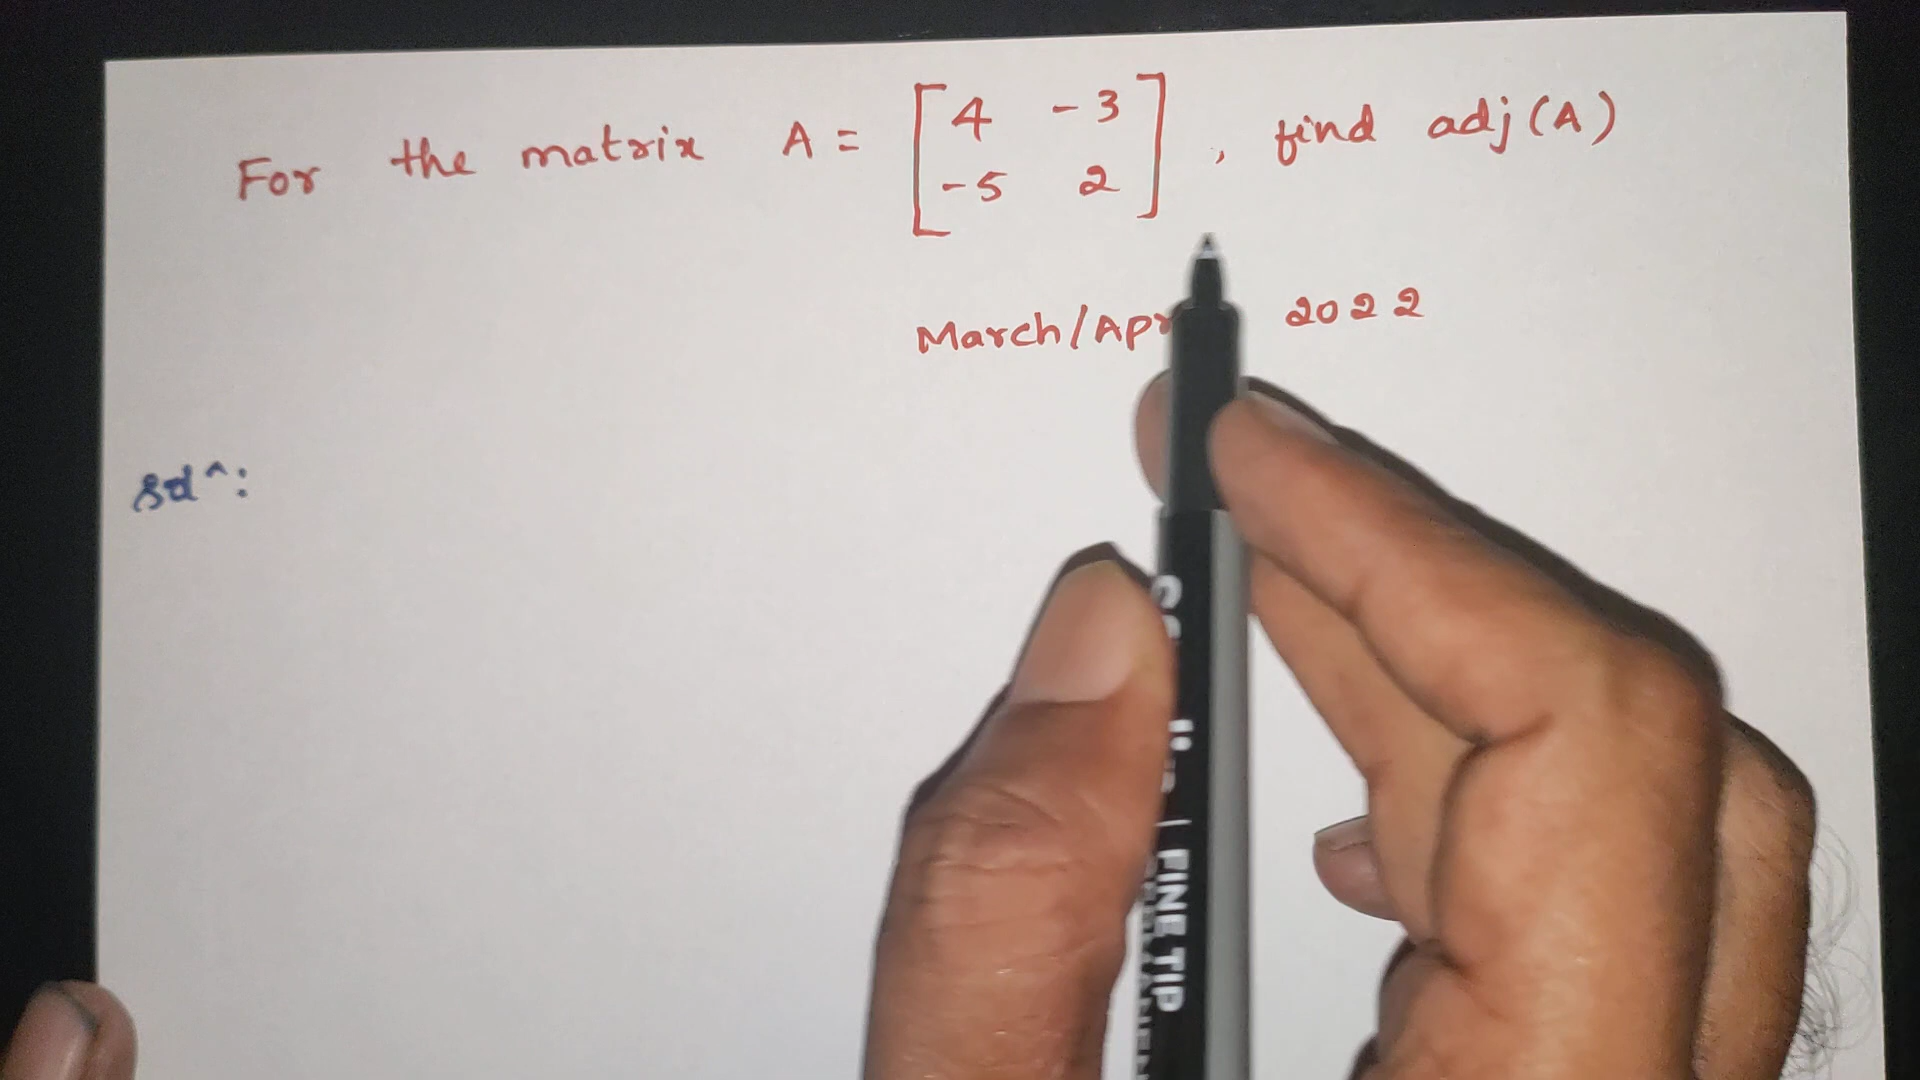 For the matrix A = [ 4 -3 ] , find adj (A)
[ -5 2 ]
March/Apr 2022
Sol^n:
FINE TIP